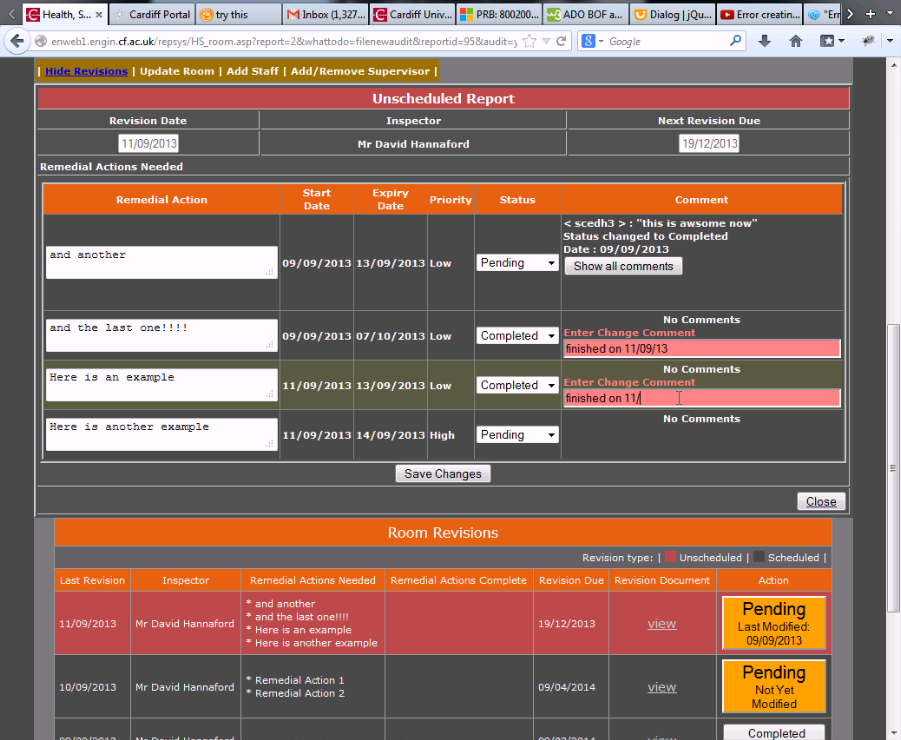 Health, S...
Cardiff Portal
try this
Inbox (1,327...
Cardiff Univ...
PRB: 800200...
ADO BOF a...
Dialog | jQu...
Error creatin...
"Err
enweb1.engin.cf.ac.uk/repsys/HS_room.asp?report=2&whattodo=filenewaudit&reportid=95&audit=y
Google
| Hide Revisions | Update Room | Add Staff | Add/Remove Supervisor |
Unscheduled Report
Revision Date Inspector Next Revision Due
11/09/2013 Mr David Hannaford 19/12/2013
Remedial Actions Needed
Remedial Action Start Date Expiry Date Priority Status Comment
and another 09/09/2013 13/09/2013 Low Pending
< scedh3 > : "this is awsome now"
Status changed to Completed
Date : 09/09/2013
Show all comments
No Comments
and the last one!!!! 09/09/2013 07/10/2013 Low Completed
Enter Change Comment
finished on 11/09/13
No Comments
Here is an example 11/09/2013 13/09/2013 Low Completed
Enter Change Comment
finished on 11/
No Comments
Here is another example 11/09/2013 14/09/2013 High Pending
Save Changes
Close
Room Revisions
Revision type: | Unscheduled | Scheduled |
Last Revision Inspector Remedial Actions Needed Remedial Actions Complete Revision Due Revision Document Action
11/09/2013 Mr David Hannaford
* and another
* and the last one!!!!
* Here is an example
* Here is another example
19/12/2013 view
Pending
Last Modified:
09/09/2013
10/09/2013 Mr David Hannaford
* Remedial Action 1
* Remedial Action 2
09/04/2014 view
Pending
Not Yet
Modified
Completed